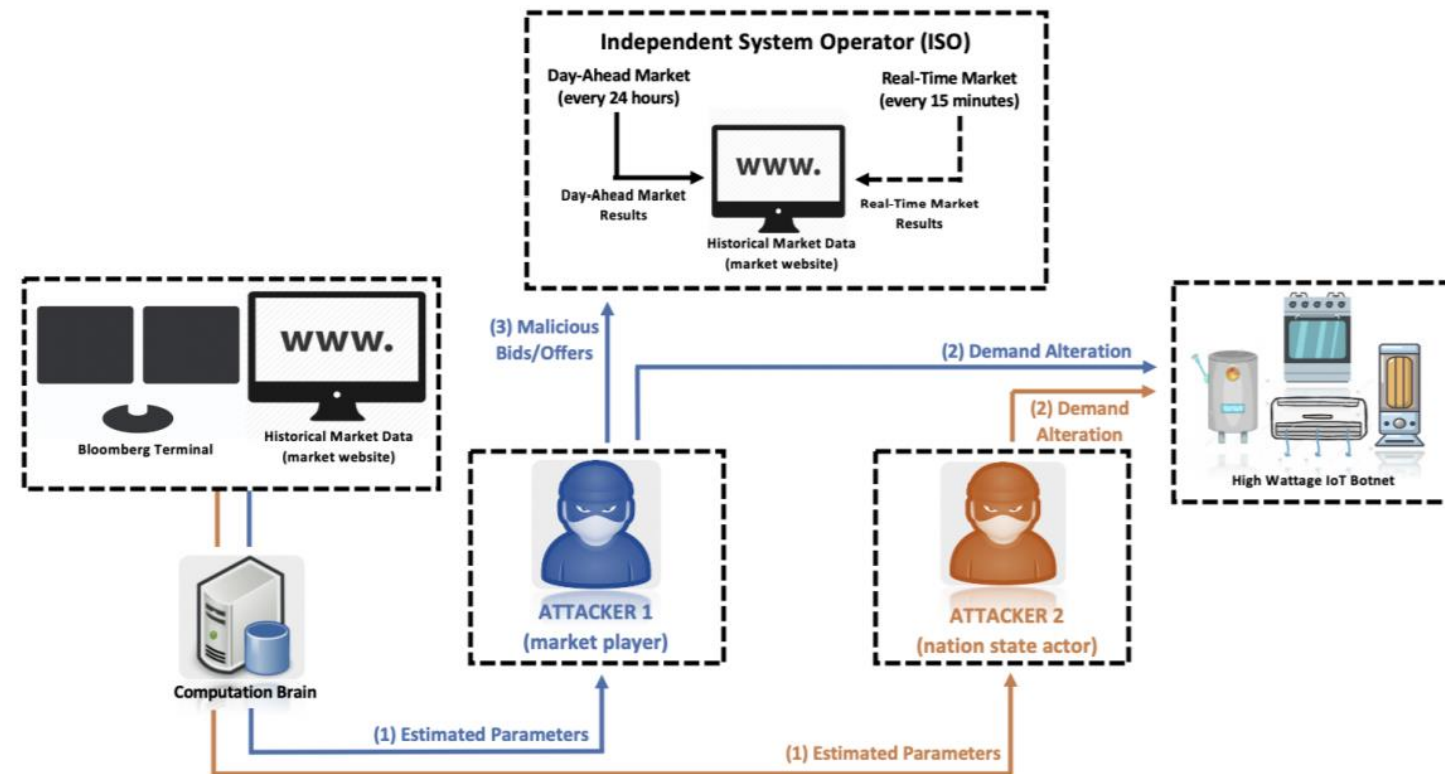 Independent System Operator (ISO)
Day-Ahead Market
(every 24 hours)
Real-Time Market
(every 15 minutes)
www.
Day-Ahead Market
Results
Real-Time Market
Results
Historical Market Data
(market website)
www.
Bloomberg Terminal
Historical Market Data
(market website)
(3) Malicious
Bids/Offers
(2) Demand Alteration
(2) Demand
Alteration
High Wattage IoT Botnet
ATTACKER 1
(market player)
ATTACKER 2
(nation state actor)
Computation Brain
(1) Estimated Parameters
(1) Estimated Parameters